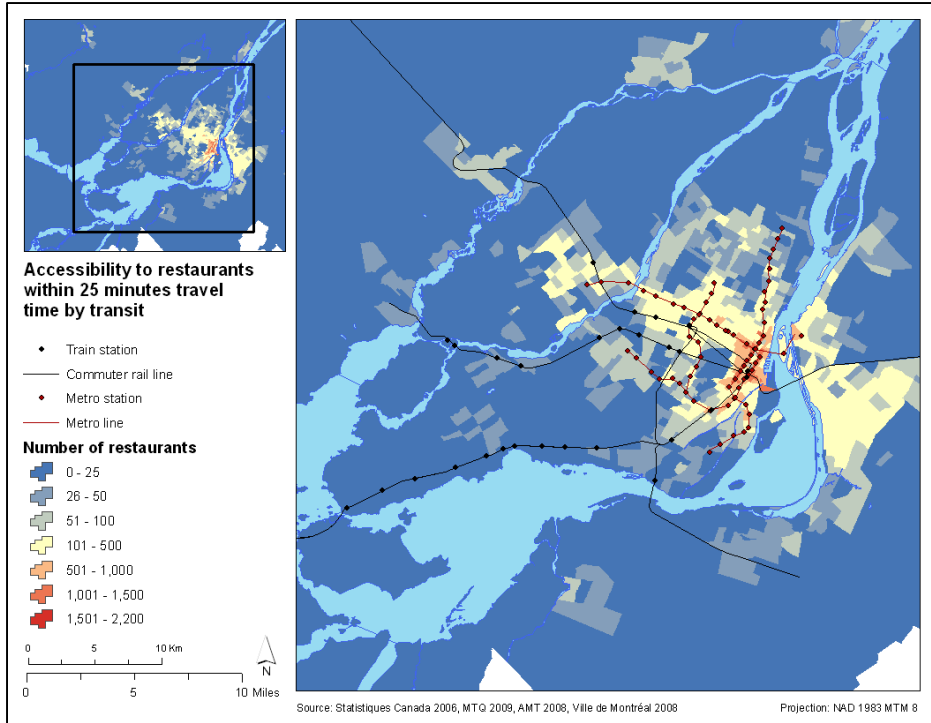 Accessibility to restaurants
within 25 minutes travel
time by transit
Train station
Commuter rail line
Metro station
Metro line
Number of restaurants
0 - 25
26 - 50
51 - 100
101 - 500
501 - 1,000
1,001 - 1,500
1,501 - 2,200
0 5 10 Km
N
0 5 10 Miles
Source: Statistiques Canada 2006, MTQ 2009, AMT 2008, Ville de Montréal 2008
Projection: NAD 1983 MTM 8